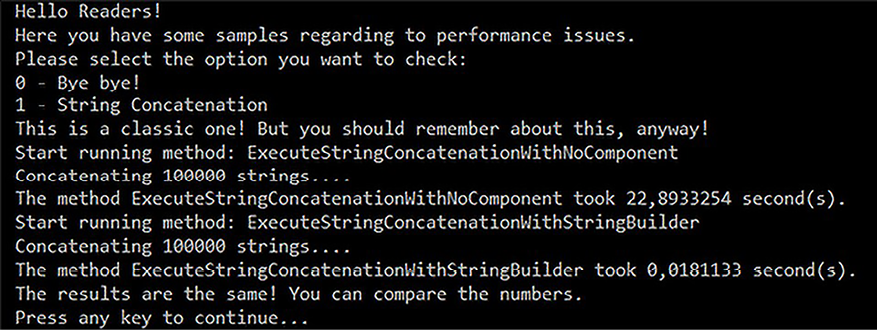 Hello Readers!
Here you have some samples regarding to performance issues.
Please select the option you want to check:
0 - Bye bye!
1 - String Concatenation
This is a classic one! But you should remember about this, anyway!
Start running method: ExecuteStringConcatenationWithNoComponent
Concatenating 100000 strings....
The method ExecuteStringConcatenationWithNoComponent took 22,8933254 second(s).
Start running method: ExecuteStringConcatenationWithStringBuilder
Concatenating 100000 strings....
The method ExecuteStringConcatenationWithStringBuilder took 0,0181133 second(s).
The results are the same! You can compare the numbers.
Press any key to continue...